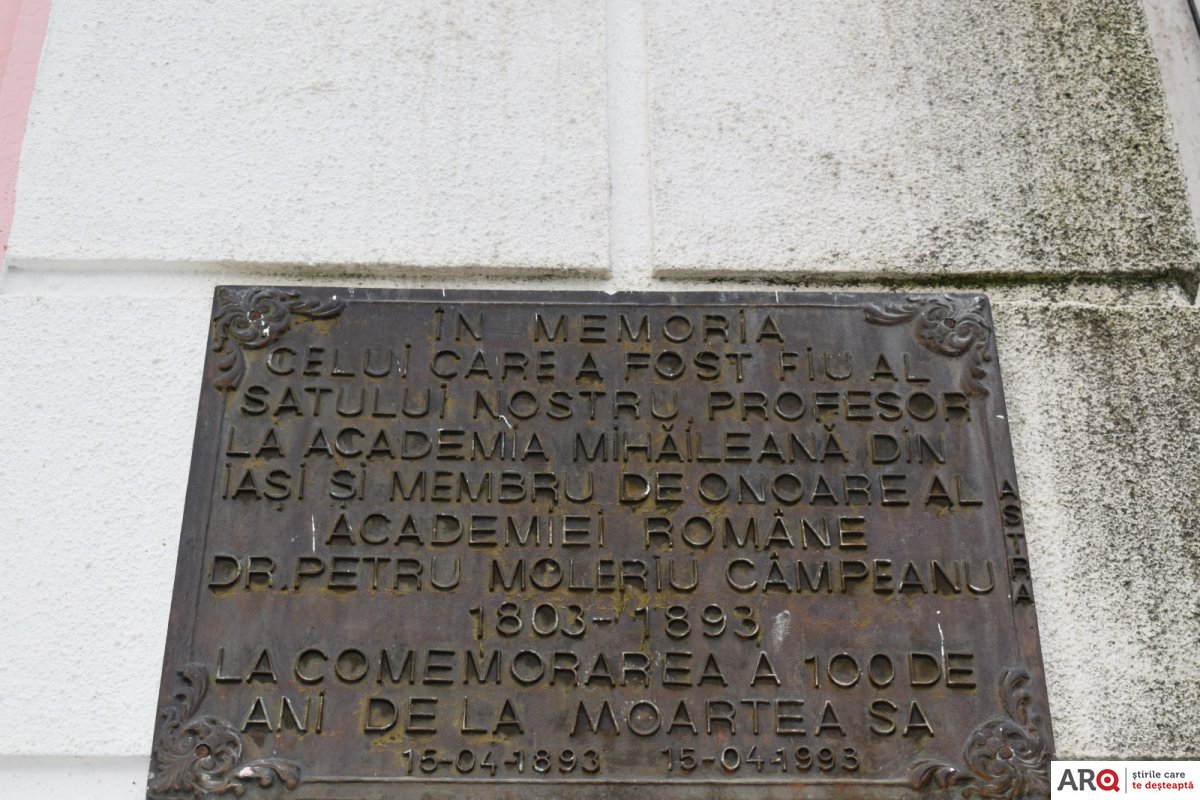 ÎN MEMORIA
CELUI CARE A FOST FIU AL
SATULUI NOSTRU PROFESOR
LA ACADEMIA MIHĂILEANĂ DIN
IAȘI ȘI MEMBRU DE ONOARE AL
ACADEMIEI ROMÂNE
DR. PETRU MOLERIU CÂMPEANU
1803-1893
LA COMEMORAREA A 100 DE
ANI DE LA MOARTEA SA
15-04-1893 15-04-1993
ASTRA
ARQ știrile care
te deșteaptă